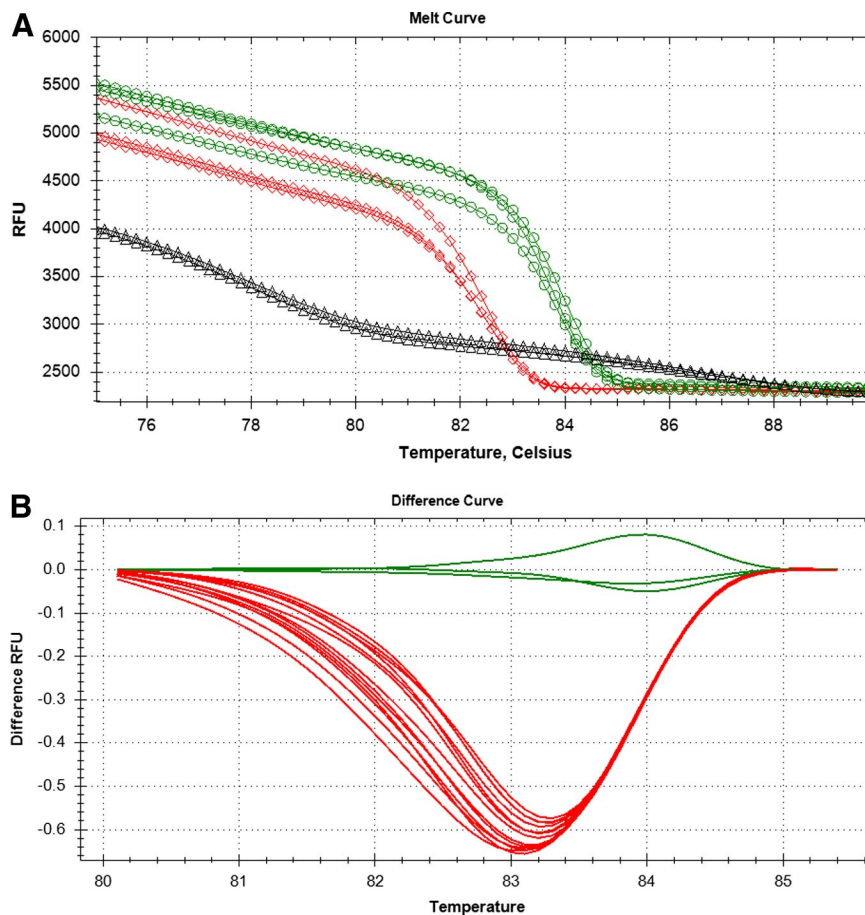 A
Melt Curve
6000
5500
5000
4500
4000
3500
3000
2500
RFU
76 78 80 82 84 86 88
Temperature, Celsius
B
Difference Curve
0.1
0.0
-0.1
-0.2
-0.3
-0.4
-0.5
-0.6
Difference RFU
80 81 82 83 84 85
Temperature